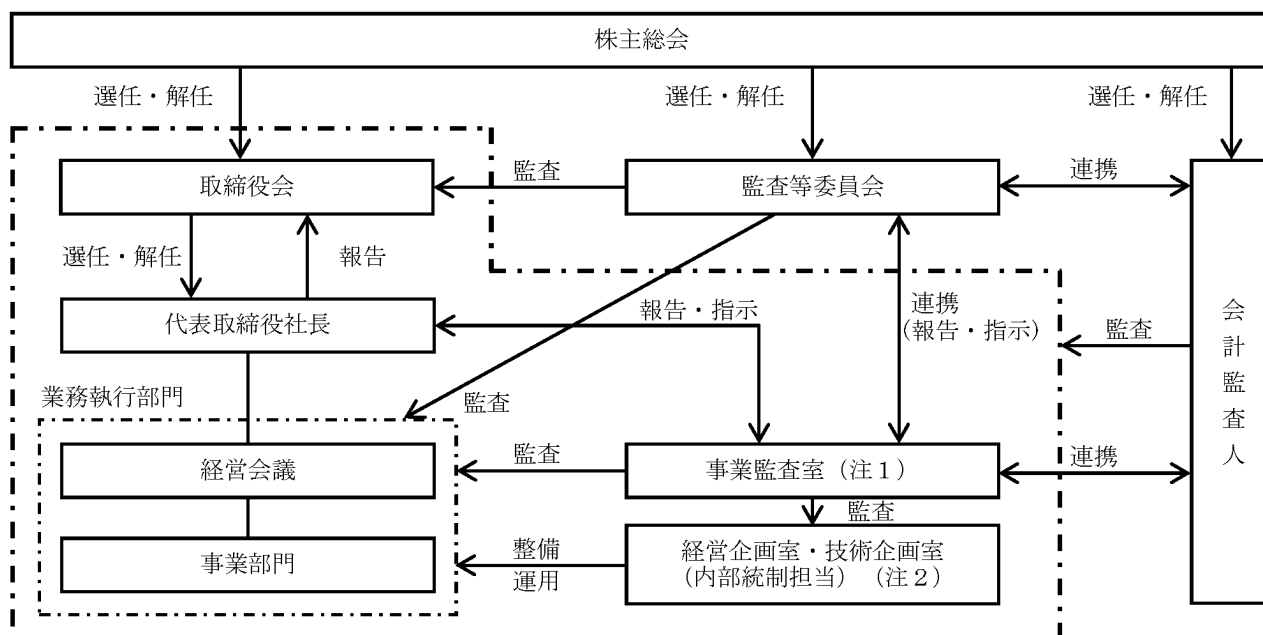 株主総会
選任・解任
選任・解任
選任・解任
取締役会
監査
監査等委員会
連携
選任・解任
報告
代表取締役社長
報告・指示
連携
(報告・指示)
監査
会計監査人
業務執行部門
監査
経営会議
監査
事業監査室(注1)
連携
監査
事業部門
整備
運用
経営企画室・技術企画室
(内部統制担当)(注2)